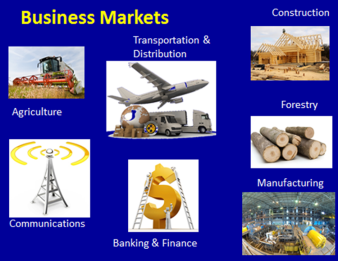 Business Markets
Construction
Transportation &
Distribution
Agriculture
Forestry
Manufacturing
Communications
Banking & Finance